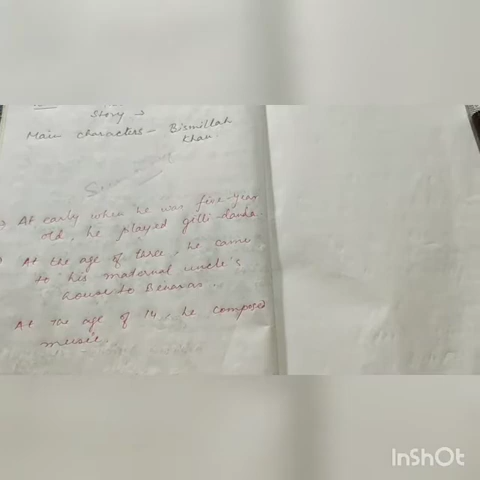 Story →
Main characters - Bismillah
Khan.
Summary
At early when he was five-year
old, he played gilli-danda
At the age of three, he came
to his maternal uncle's
house to Benaras.
At the age of 14, he composed
music.
InShOt